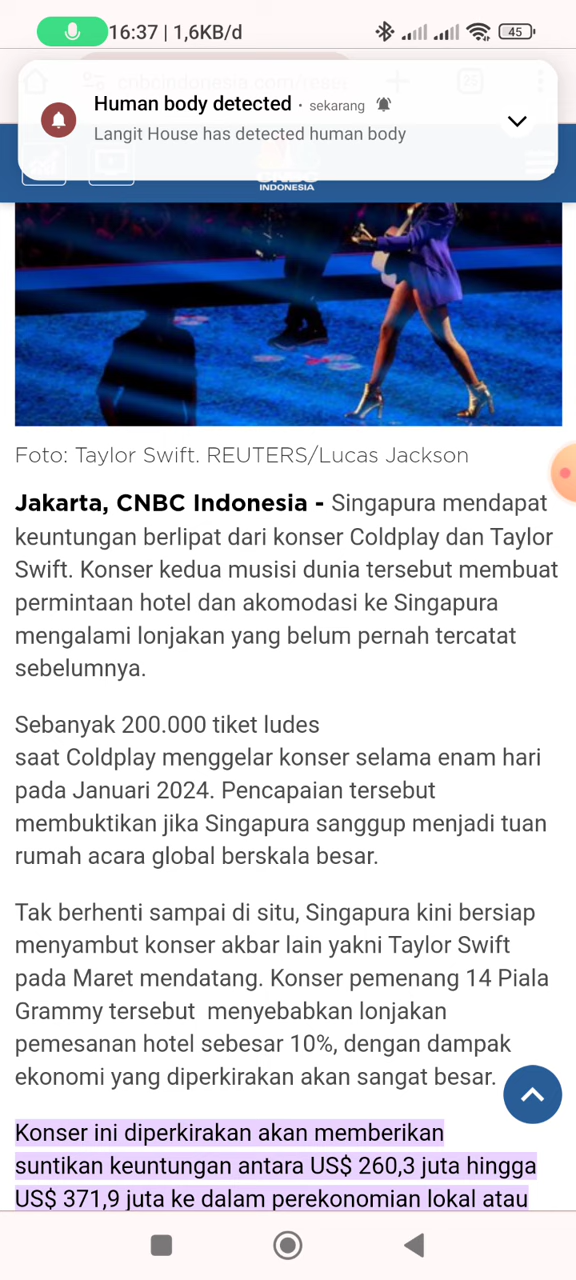 16:37 | 1,6KB/d
45
cnbcindonesia.com/rese
25
Human body detected · sekarang
Langit House has detected human body
CNBC
INDONESIA
Foto: Taylor Swift. REUTERS/Lucas Jackson
Jakarta, CNBC Indonesia - Singapura mendapat
keuntungan berlipat dari konser Coldplay dan Taylor
Swift. Konser kedua musisi dunia tersebut membuat
permintaan hotel dan akomodasi ke Singapura
mengalami lonjakan yang belum pernah tercatat
sebelumnya.
Sebanyak 200.000 tiket ludes
saat Coldplay menggelar konser selama enam hari
pada Januari 2024. Pencapaian tersebut
membuktikan jika Singapura sanggup menjadi tuan
rumah acara global berskala besar.
Tak berhenti sampai di situ, Singapura kini bersiap
menyambut konser akbar lain yakni Taylor Swift
pada Maret mendatang. Konser pemenang 14 Piala
Grammy tersebut  menyebabkan lonjakan
pemesanan hotel sebesar 10%, dengan dampak
ekonomi yang diperkirakan akan sangat besar.
Konser ini diperkirakan akan memberikan
suntikan keuntungan antara US$ 260,3 juta hingga
US$ 371,9 juta ke dalam perekonomian lokal atau